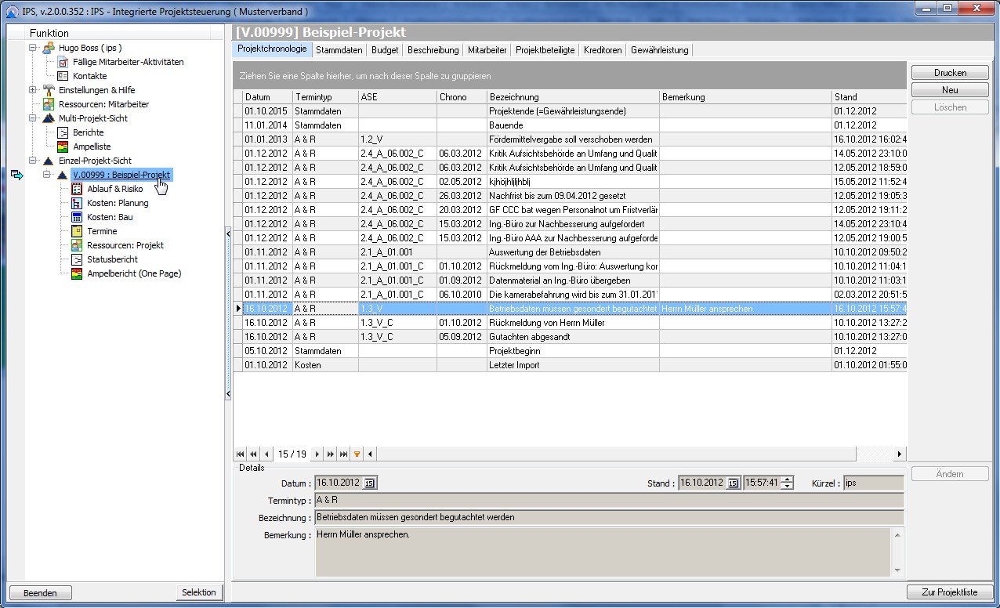 IPS, v.2.0.0.352 : IPS - Integrierte Projektsteuerung ( Musterverband )
Funktion
Hugo Boss ( ips )
Fällige Mitarbeiter-Aktivitäten
Kontakte
Einstellungen & Hilfe
Ressourcen: Mitarbeiter
Multi-Projekt-Sicht
Berichte
Ampelliste
Einzel-Projekt-Sicht
V.00999 : Beispiel-Projekt
Ablauf & Risiko
Kosten: Planung
Kosten: Bau
Termine
Ressourcen: Projekt
Statusbericht
Ampelbericht (One Page)
Beenden
Selektion
[V.00999] Beispiel-Projekt
Projektchronologie Stammdaten Budget Beschreibung Mitarbeiter Projektbeteiligte Kreditoren Gewährleistung
Ziehen Sie eine Spalte hierher, um nach dieser Spalte zu gruppieren
Datum Termintyp ASE Chrono Bezeichnung Bemerkung Stand
01.10.2015 Stammdaten Projektende (=Gewährleistungsende) 01.12.2012
11.01.2014 Stammdaten Bauende 01.12.2012
01.01.2013 A & R 1.2_V Fördermittelvergabe soll verschoben werden 16.10.2012 16:02:4
01.12.2012 A & R 2.4_A_06.002_C 06.03.2012 Kritik Aufsichtsbehörde an Umfang und Qualit 14.05.2012 23:10:0
01.12.2012 A & R 2.4_A_06.002_C 06.03.2012 Kritik Aufsichtsbehörde an Umfang und Qualit 12.05.2012 18:59:0
01.12.2012 A & R 2.4_A_06.002_C 02.05.2012 15.05.2012 11:52:4
01.12.2012 A & R 2.4_A_06.002_C 26.03.2012 Nachfrist bis zum 09.04.2012 gesetzt 12.05.2012 19:05:3
01.12.2012 A & R 2.4_A_06.002_C 20.03.2012 GF CCC bat wegen Personalnot um Fristverlär 12.05.2012 19:11:2
01.12.2012 A & R 2.4_A_06.002_C 15.03.2012 Ing.-Büro zur Nachbesserung aufgefordert 14.05.2012 23:10:4
01.12.2012 A & R 2.4_A_06.002_C 15.03.2012 Ing.-Büro AAA zur Nachbesserung aufgeforde 12.05.2012 19:00:5
01.11.2012 A & R 2.1_A_01.001 Auswertung der Betriebsdaten 10.10.2012 09:50:2
01.11.2012 A & R 2.1_A_01.001_C 01.10.2012 Rückmeldung vom Ing.-Büro: Auswertung kor 10.10.2012 11:04:1
01.11.2012 A & R 2.1_A_01.001_C 01.09.2012 Datenmaterial an Ing.-Büro übergeben 10.10.2012 11:03:1
01.11.2012 A & R 2.1_A_01.001_C 06.10.2010 Die kamerabefahrung wird bis zum 31.01.201 02.03.2012 20:51:5
16.10.2012 A & R 1.3_V Betriebsdaten müssen gesondert begutachtet Herrn Müller ansprechen. 16.10.2012 15:57:4
16.10.2012 A & R 1.3_V_C 01.10.2012 Rückmeldung von Herrn Müller 10.10.2012 13:27:2
16.10.2012 A & R 1.3_V_C 05.09.2012 Gutachten abgesandt 10.10.2012 13:27:0
05.10.2012 Stammdaten Projektbeginn 01.12.2012
01.10.2012 Kosten Letzter Import 01.10.2012 01:55:0
15 / 19
Details
Datum : 16.10.2012 15 Stand : 16.10.2012 15 15:57:41 Kürzel : ips
Termintyp : A & R
Bezeichnung : Betriebsdaten müssen gesondert begutachtet werden
Bemerkung : Herrn Müller ansprechen.
Drucken
Neu
Löschen
Ändern
Zur Projektliste